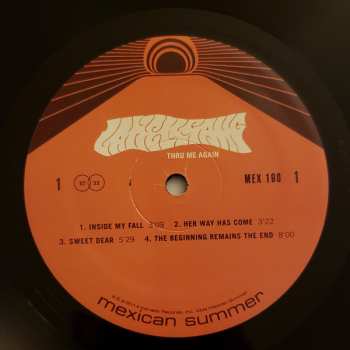 THRU ME AGAIN
1 MEX 190 1
1. INSIDE MY FALL 3:09 2. HER WAY HAS COME 3:22
3. SWEET DEAR 5:29 4. THE BEGINNING REMAINS THE END 8:00
mexican summer